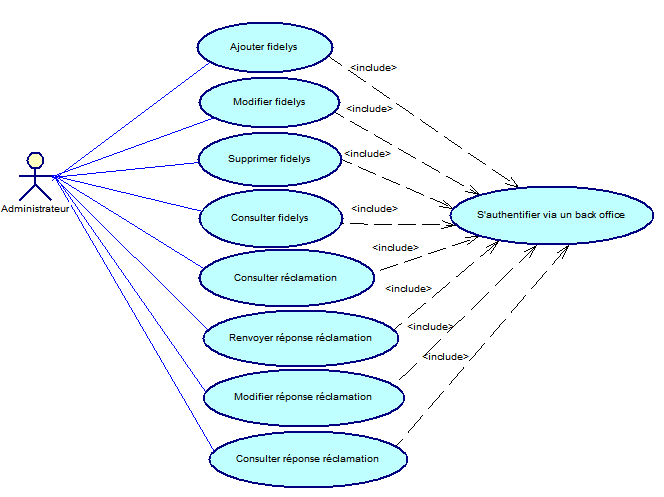 Ajouter fidelys
<include>
Modifier fidelys
<include>
Supprimer fidelys
<include>
Administrateur
Consulter fidelys
<include>
S'authentifier via un back office
Consulter réclamation
<include>
<include>
Renvoyer réponse réclamation
<include>
<include>
Modifier réponse réclamation
Consulter réponse réclamation